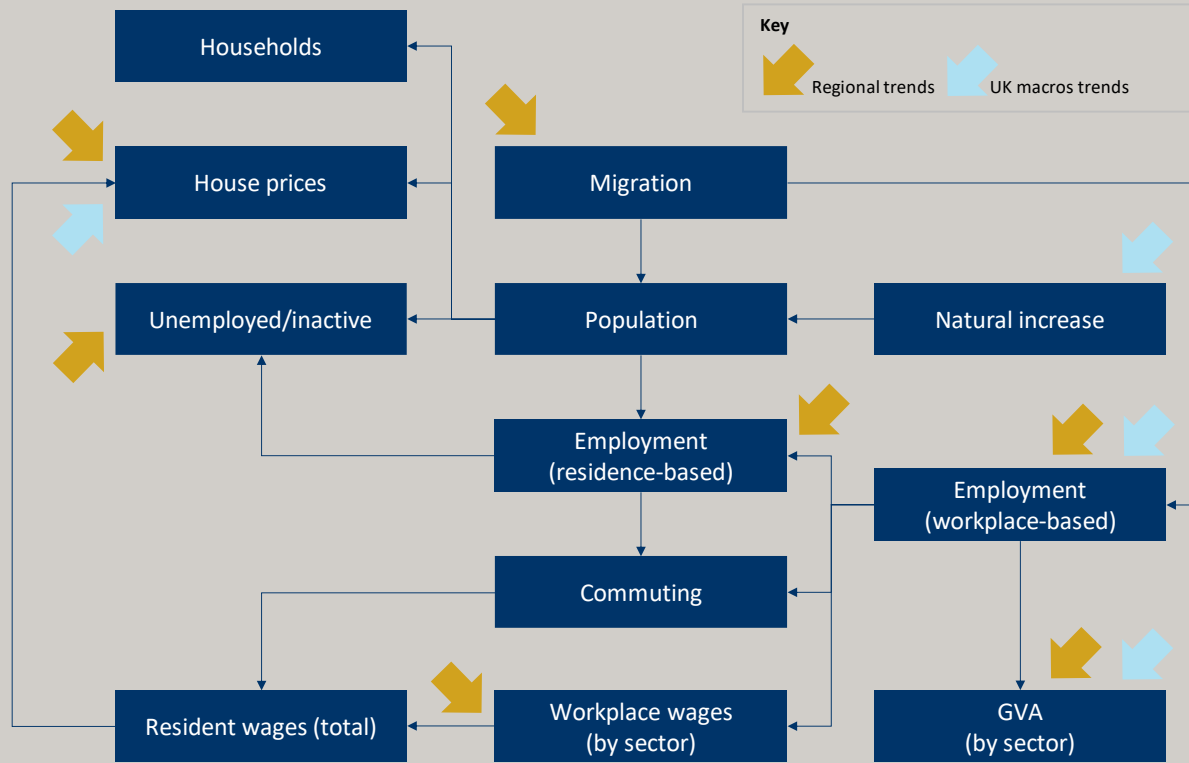 Households
Key
Regional trends
UK macros trends
House prices
Migration
Unemployed/inactive
Population
Natural increase
Employment
(residence-based)
Employment
(workplace-based)
Commuting
Resident wages (total)
Workplace wages
(by sector)
GVA
(by sector)